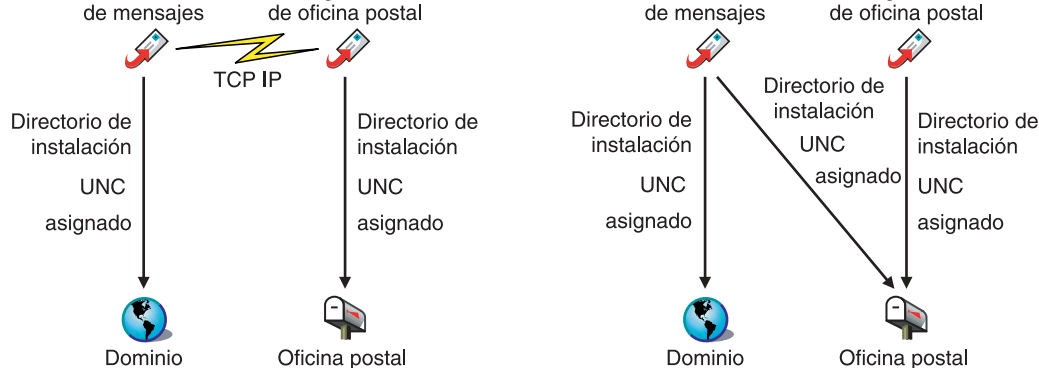 de mensajes
de oficina postal
TCP IP
Directorio de
instalación
UNC
asignado
Directorio de
instalación
UNC
asignado
Dominio
Oficina postal
de mensajes
de oficina postal
Directorio de
instalación
UNC
asignado
Directorio de
instalación
UNC
asignado
Directorio de
instalación
UNC
asignado
Dominio
Oficina postal